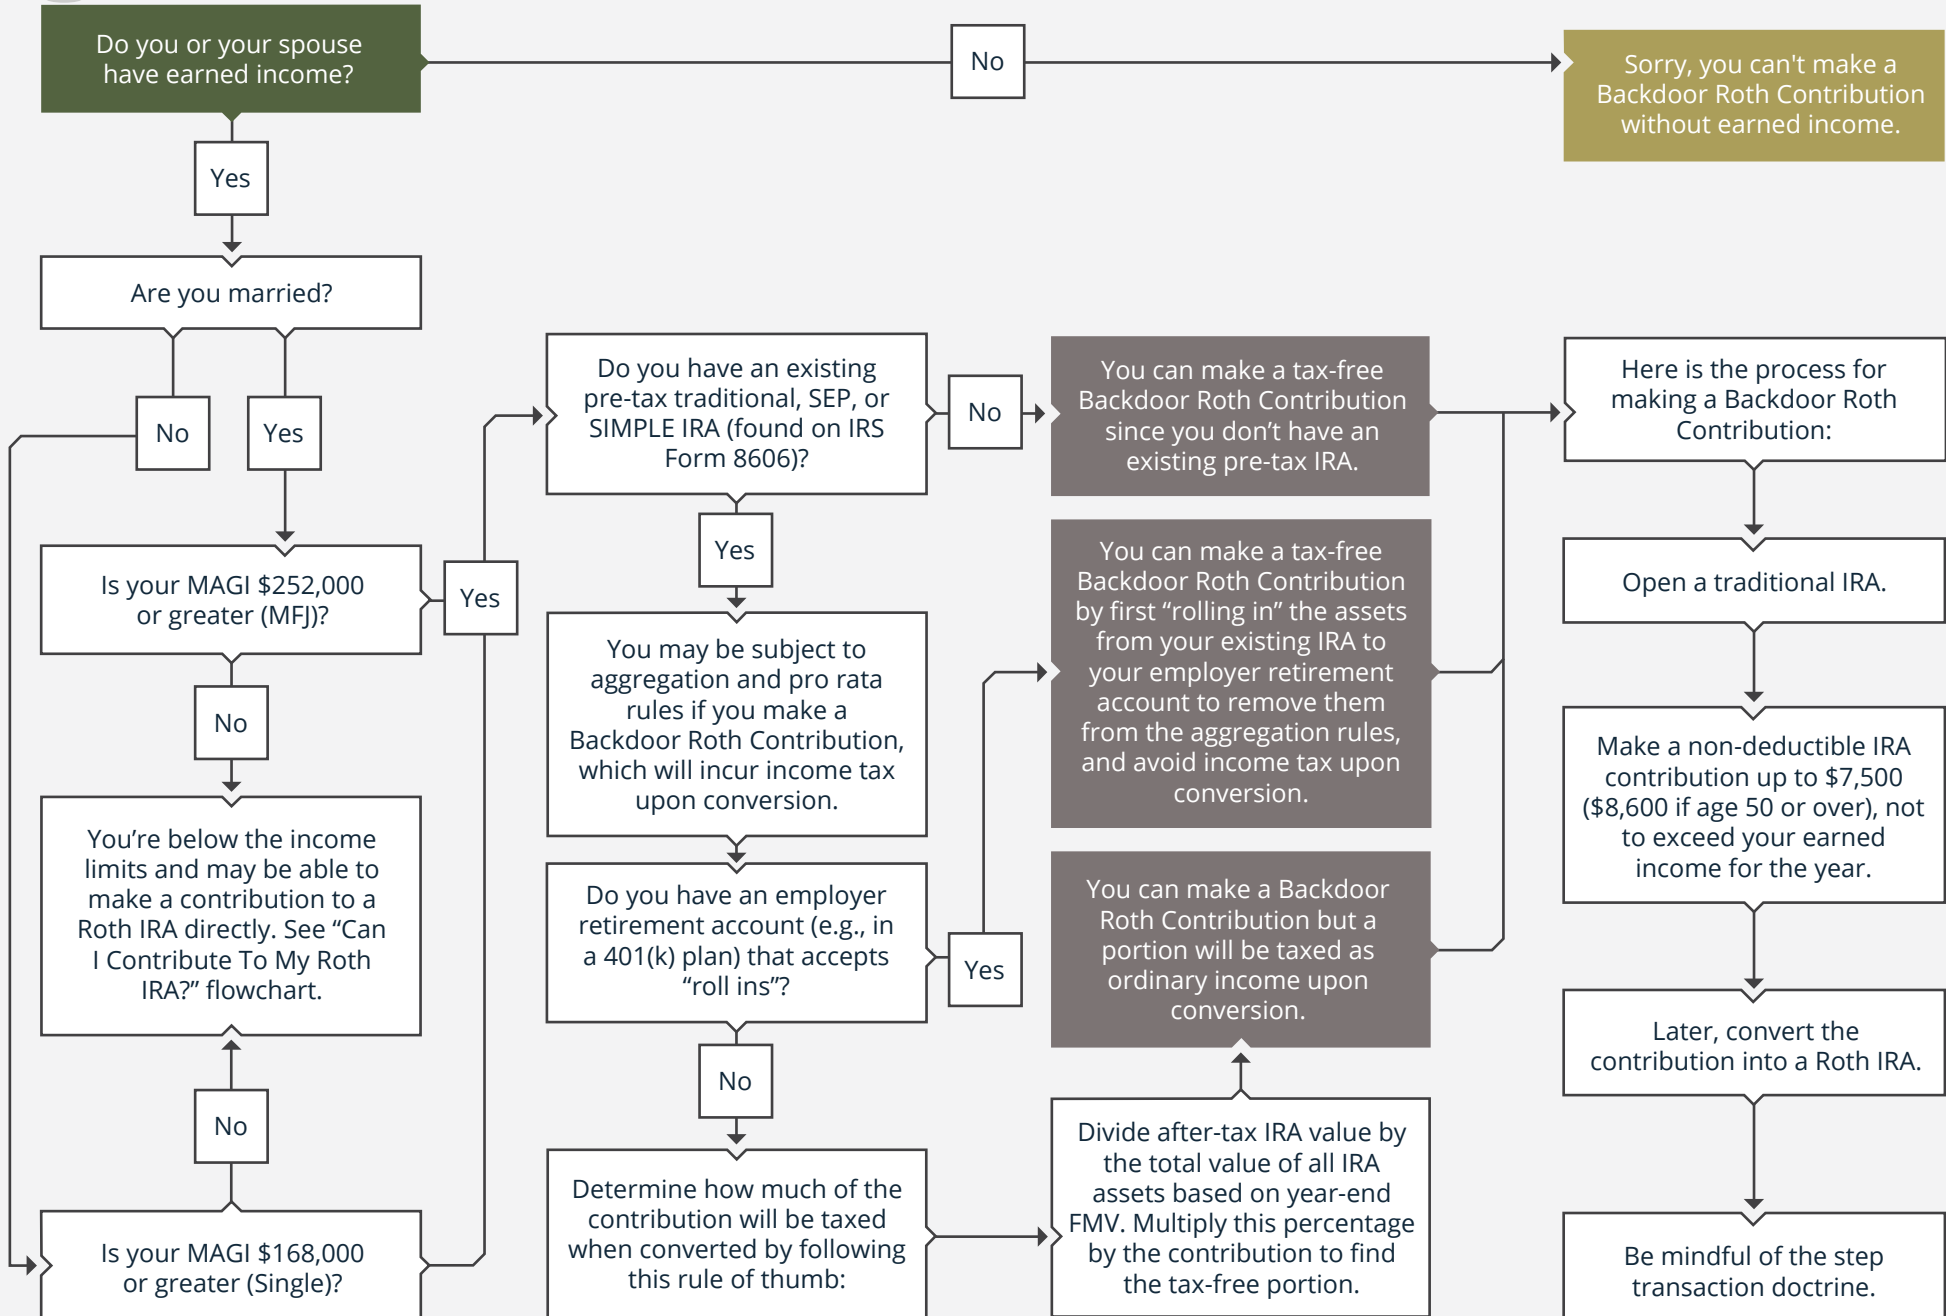 Do you or your spouse
have earned income?
No
Sorry, you can't make a
Backdoor Roth Contribution
without earned income.
Yes
Are you married?
No
Yes
Is your MAGI $252,000
or greater (MFJ)?
Yes
No
You're below the income
limits and may be able to
make a contribution to a
Roth IRA directly. See “Can
I Contribute To My Roth
IRA?” flowchart.
No
Is your MAGI $168,000
or greater (Single)?
Do you have an existing
pre-tax traditional, SEP, or
SIMPLE IRA (found on IRS
Form 8606)?
No
Yes
You may be subject to
aggregation and pro rata
rules if you make a
Backdoor Roth Contribution,
which will incur income tax
upon conversion.
Do you have an employer
retirement account (e.g., in
a 401(k) plan) that accepts
“roll ins”?
Yes
No
Determine how much of the
contribution will be taxed
when converted by following
this rule of thumb:
You can make a tax-free
Backdoor Roth Contribution
since you don’t have an
existing pre-tax IRA.
You can make a tax-free
Backdoor Roth Contribution
by first “rolling in” the assets
from your existing IRA to
your employer retirement
account to remove them
from the aggregation rules,
and avoid income tax upon
conversion.
You can make a Backdoor
Roth Contribution but a
portion will be taxed as
ordinary income upon
conversion.
Divide after-tax IRA value by
the total value of all IRA
assets based on year-end
FMV. Multiply this percentage
by the contribution to find
the tax-free portion.
Here is the process for
making a Backdoor Roth
Contribution:
Open a traditional IRA.
Make a non-deductible IRA
contribution up to $7,500
($8,600 if age 50 or over), not
to exceed your earned
income for the year.
Later, convert the
contribution into a Roth IRA.
Be mindful of the step
transaction doctrine.